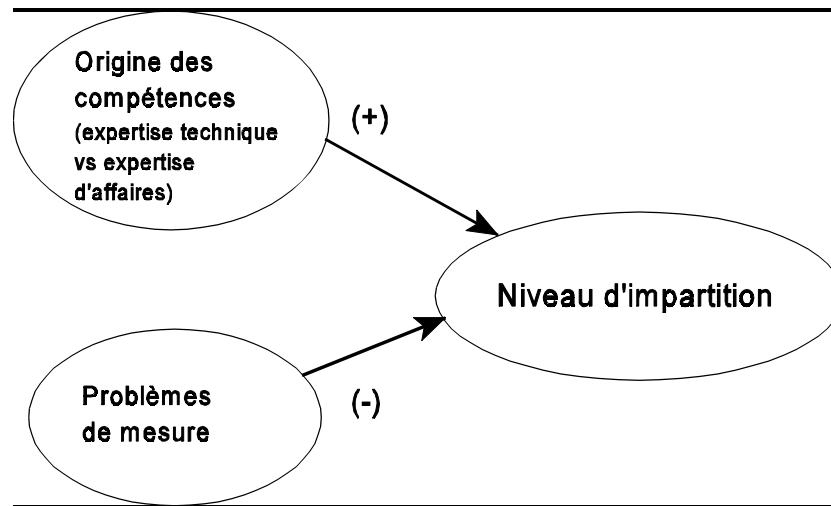 Origine des
compétences
(expertise technique
vs expertise
d'affaires)
(+)
Niveau d'impartition
Problèmes
de mesure
(-)